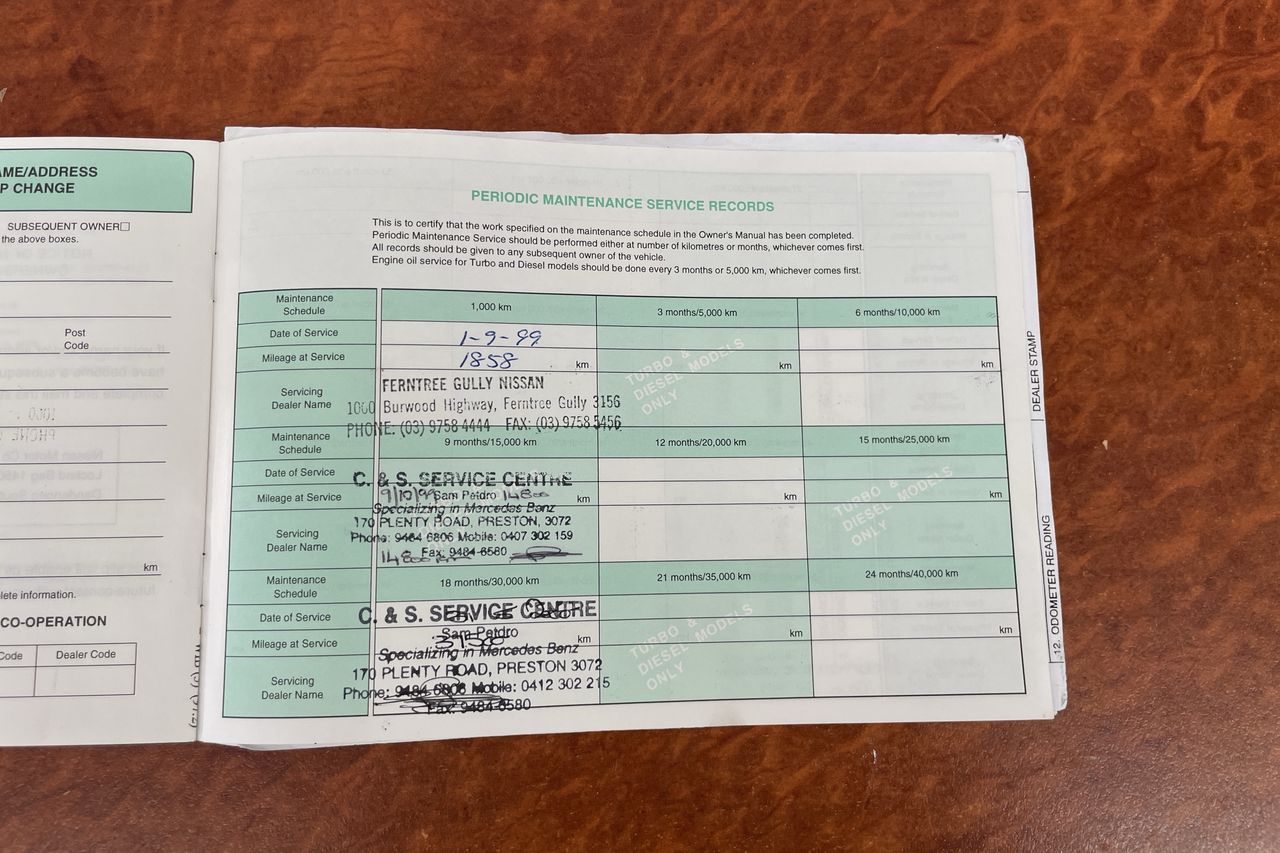 AME/ADDRESS
P CHANGE
SUBSEQUENT OWNER
the above boxes.
Post
Code
km
lete information.
CO-OPERATION
Code
Dealer Code
PERIODIC MAINTENANCE SERVICE RECORDS
This is to certify that the work specified on the maintenance schedule in the Owner's Manual has been completed.
Periodic Maintenance Service should be performed either at number of kilometres or months, whichever comes first.
All records should be given to any subsequent owner of the vehicle.
Engine oil service for Turbo and Diesel models should be done every 3 months or 5,000 km, whichever comes first.
Maintenance Schedule
1,000 km
3 months/5,000 km
6 months/10,000 km
Date of Service
1-9-99
Mileage at Service
1858 km
km
km
TURBO &
DIESEL MODELS
ONLY
Servicing
Dealer Name
FERNTREE GULLY NISSAN
1000 Burwood Highway, Ferntree Gully 3156
PHONE: (03) 9758 4444 FAX: (03) 9758 5456
Maintenance Schedule
9 months/15,000 km
12 months/20,000 km
15 months/25,000 km
Date of Service
Mileage at Service
Servicing
Dealer Name
C. & S. SERVICE CENTRE
9/10/99 Sam Petdro 14800 km
Specializing in Mercedes Benz
170 PLENTY ROAD, PRESTON, 3072
Phone: 9484 6806 Mobile: 0407 302 159
14800 Fax: 9484-6580
km
km
TURBO &
DIESEL MODELS
ONLY
Maintenance Schedule
18 months/30,000 km
21 months/35,000 km
24 months/40,000 km
Date of Service
Mileage at Service
Servicing
Dealer Name
C. & S. SERVICE CENTRE
Sam Petdro
km
Specializing in Mercedes Benz
170 PLENTY ROAD, PRESTON 3072
Phone: 9484 6806 Mobile: 0412 302 215
Fax: 9484-6580
km
km
TURBO &
DIESEL MODELS
ONLY
DEALER STAMP
12. ODOMETER READING